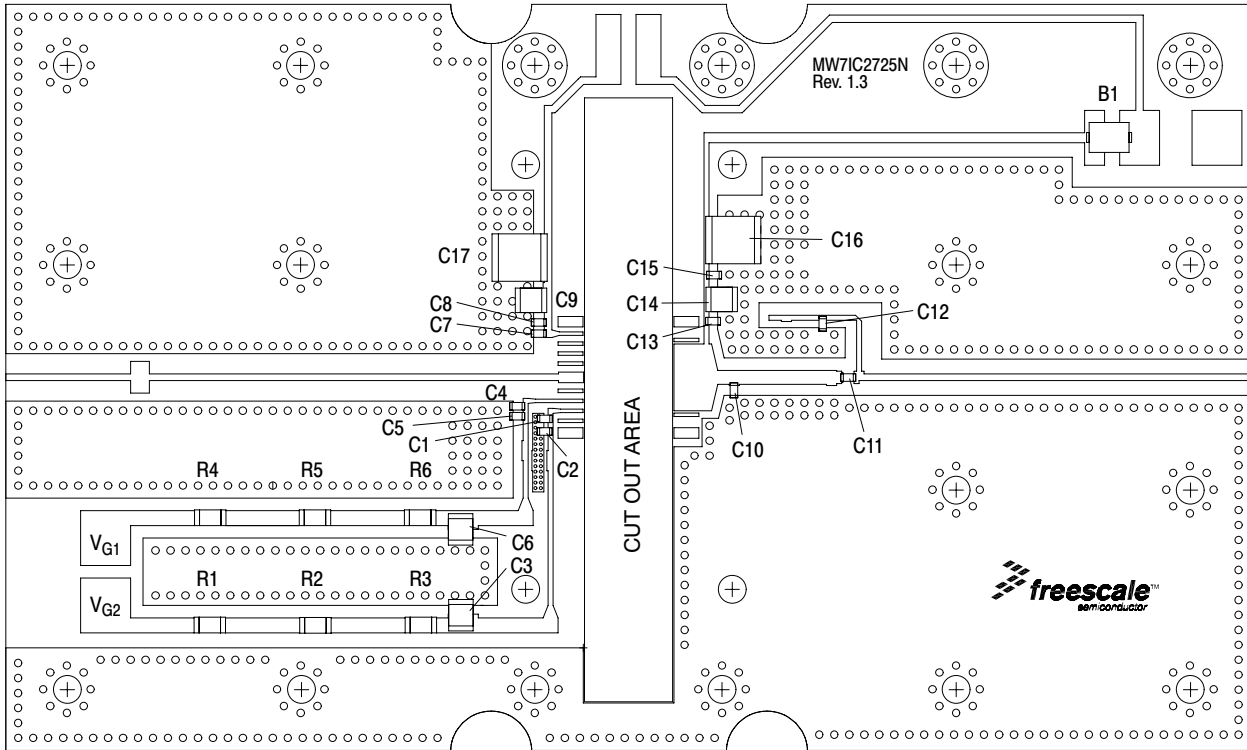 MW7IC2725N
Rev. 1.3
B1
C17
C16
C15
C9
C14
C8
C12
C7
C13
C4
C5
C1
C10
C11
C2
R4
R5
R6
CUT OUT AREA
VG1
C6
C3
R1
R2
R3
VG2
freescale™
semiconductor